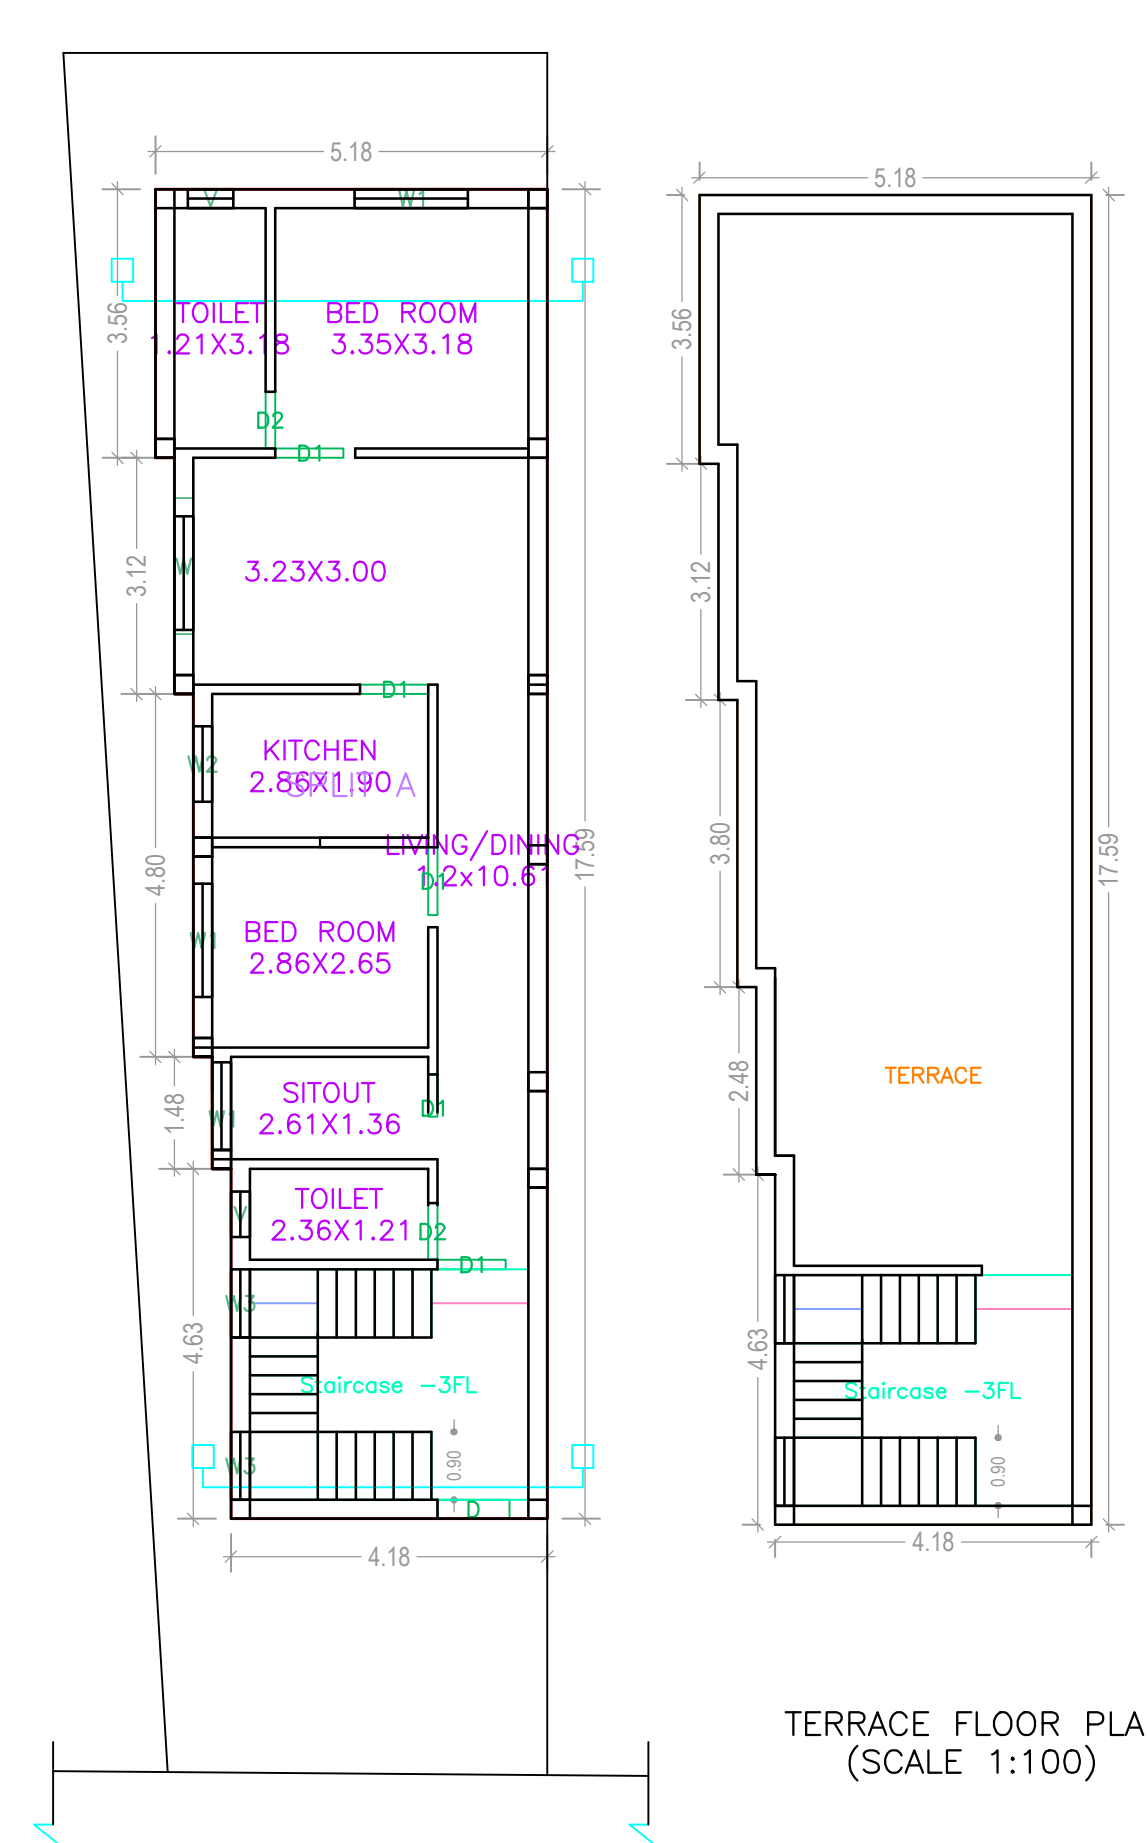 5.18
V
W1
3.56
TOILET
1.21X3.18
BED ROOM
3.35X3.18
D2
D1
3.12
W
3.23X3.00
D1
KITCHEN
2.86X1.90
SPLIT A
W2
LIVING/DINING
1.2x10.61
17.59
4.80
D1
W1
BED ROOM
2.86X2.65
SITOUT
2.61X1.36
1.48
W1
D1
TOILET
2.36X1.21
V
D2
D1
W3
4.63
Staircase -3FL
0.90
W3
D
4.18
5.18
3.56
3.12
3.80
17.59
2.48
TERRACE
4.63
Staircase -3FL
0.90
4.18
TERRACE FLOOR PLA
(SCALE 1:100)